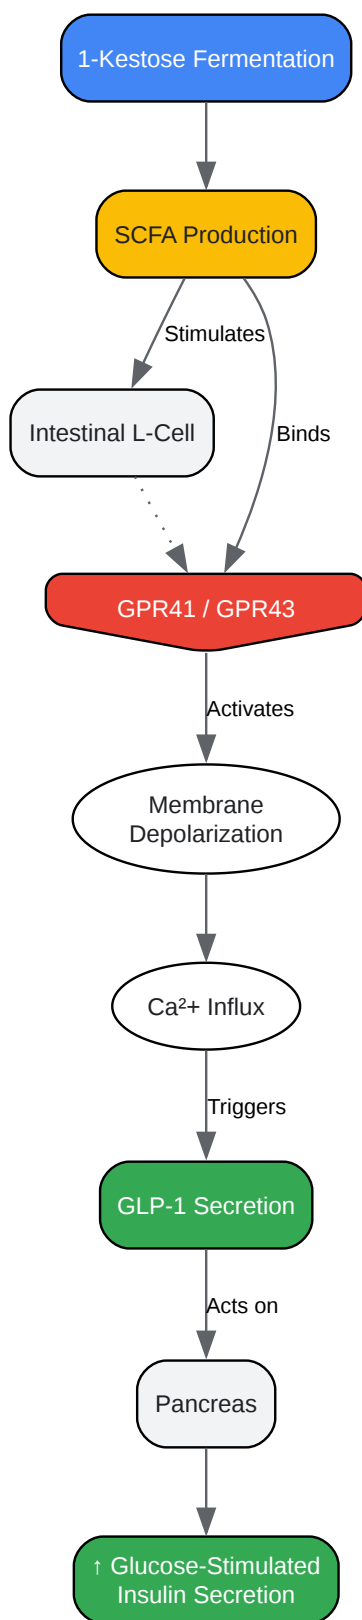 1-Kestose Fermentation
SCFA Production
Stimulates
Intestinal L-Cell
Binds
GPR41 / GPR43
Activates
Membrane
Depolarization
Ca²+ Influx
Triggers
GLP-1 Secretion
Acts on
Pancreas
↑ Glucose-Stimulated
Insulin Secretion